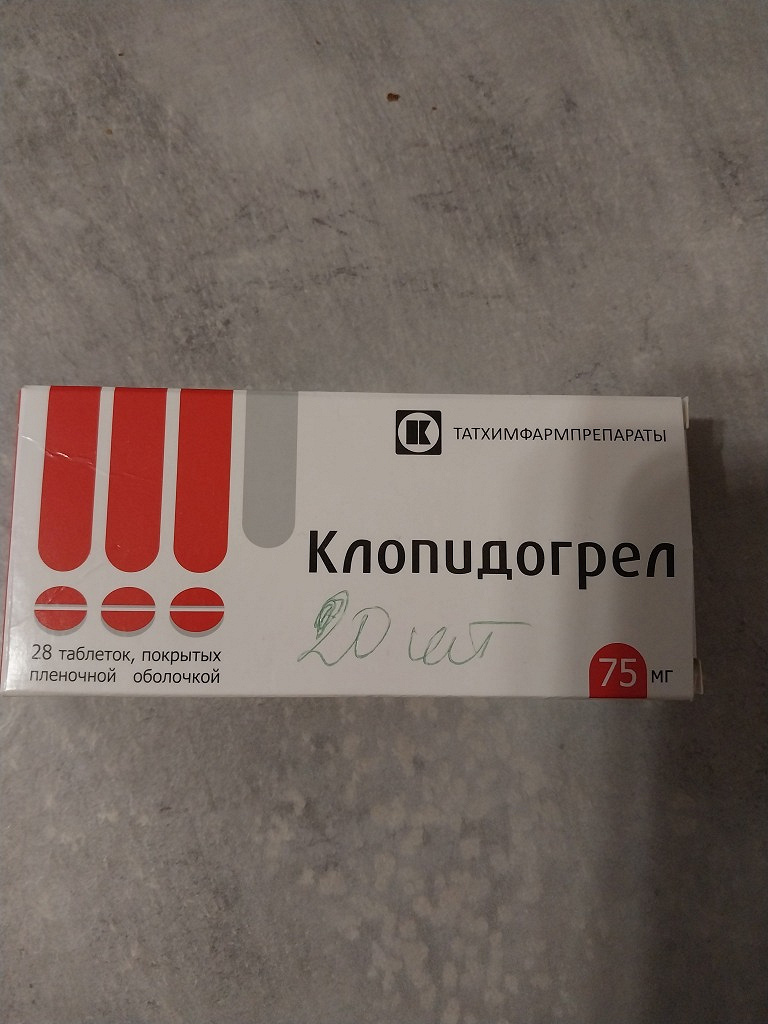 ТАТХИМФАРМПРЕПАРАТЫ
Клопидогрел
20 шт
28 таблеток, покрытых
пленочной оболочкой
75 мг